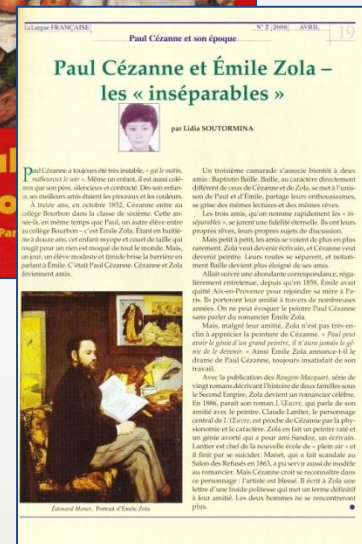 La Langue FRANÇAISE
N° 2 2006 AVRIL
19
Paul Cézanne et son époque
Paul Cézanne et Émile Zola –
les « inséparables »
par Lidia SOUTORMINA
Paul Cézanne a toujours été très instable, « gai le matin,
malheureux le soir ». Même un enfant, il est aussi colé-
reux que son père, silencieux et contracté. Dès son enfan-
ce, ses meilleurs amis étaient les pinceaux et les couleurs.
À treize ans, en octobre 1852, Cézanne entre au
collège Bourbon dans la classe de sixième. Cette an-
née-là, en même temps que Paul, un autre élève entre
au collège Bourbon – c'est Émile Zola. Étant en huitiè-
me à douze ans, cet enfant myope et court de taille qui
rougit pour un rien est moqué de tout le monde. Mais,
un jour, un élève modeste et timide brise la barrière en
parlant à Émile. C'était Paul Cézanne. Cézanne et Zola
deviennent amis.
Édouard Manet, Portrait d'Émile Zola
Un troisième camarade s'associe bientôt à deux
amis : Baptistin Baille. Baille, au caractère directement
différent de ceux de Cézanne et de Zola, se met à l'unis-
son de Paul et d'Émile, partage leurs enthousiasmes,
se grise des mêmes lectures et des mêmes rêves.
Les trois amis, qu'on nomme rapidement les « in-
séparables », se jurent une fidélité éternelle. Ils ont leurs
propres rêves, leurs propres sujets de discussion.
Mais petit à petit, les amis se voient de plus en plus
rarement. Zola veut devenir écrivain, et Cézanne veut
devenir peintre. Leurs routes se séparent, et notam-
ment Baille devient plus éloigné de ses amis.
Allait suivre une abondante correspondance, régu-
lièrement entretenue, depuis qu'en 1858, Émile avait
quitté Aix-en-Provence pour rejoindre sa mère à Pa-
ris. Ils porteront leur amitié à travers de nombreuses
années. On ne peut évoquer le peintre Paul Cézanne
sans parler du romancier Émile Zola.
Mais, malgré leur amitié, Zola n'est pas très en-
clin à apprécier la peinture de Cézanne. « Paul peut
avoir le génie d'un grand peintre, il n'aura jamais le gé-
nie de le devenir. » Ainsi Émile Zola annonce-t-il le
drame de Paul Cézanne, toujours insatisfait de son
travail.
Avec la publication des Rougon-Macquart, série de
vingt romans décrivant l'histoire de deux familles sous
le Second Empire, Zola devient un romancier célèbre.
En 1886, paraît son roman L'Œuvre, qui parle de son
amitié avec le peintre. Claude Lantier, le personnage
central de L'Œuvre, est proche de Cézanne par la phy-
sionomie et le caractère. Zola en fait un peintre raté et
un génie avorté qui a pour ami Sandoz, un écrivain.
Lantier est chef de la nouvelle école de « plein air » et
il finit par se suicider. Manet, qui a fait scandale au
Salon des Refusés en 1863, a pu servir aussi de modèle
au romancier. Mais Cézanne croit se reconnaître dans
ce personnage : l'artiste est blessé. Il écrit à Zola une
lettre d'une froide politesse qui met un terme définitif
à leur amitié. Les deux hommes ne se rencontreront
plus.